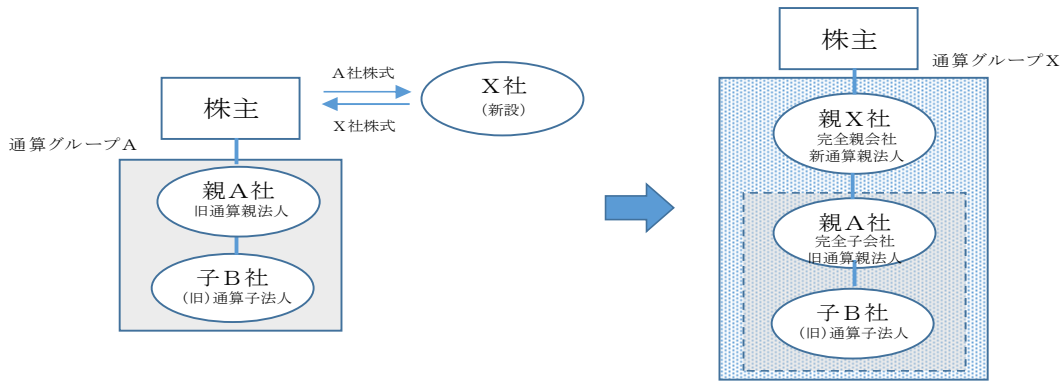 株主
A社株式
X社株式
X社
(新設)
通算グループA
親A社
旧通算親法人
子B社
(旧)通算子法人
株主
通算グループX
親X社
完全親会社
新通算親法人
親A社
完全子会社
旧通算親法人
子B社
(旧)通算子法人